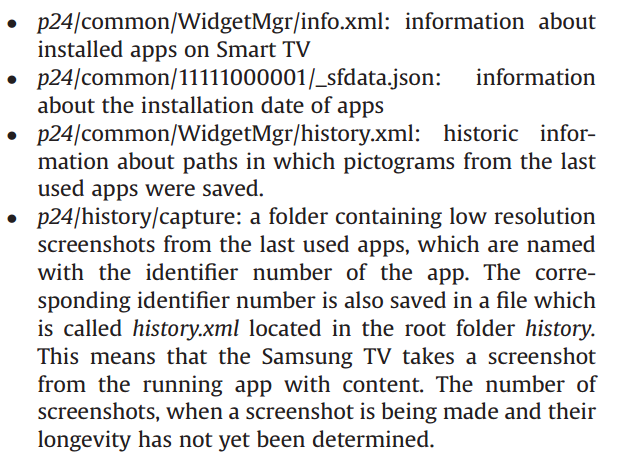 • p24/common/WidgetMgr/info.xml: information about
installed apps on Smart TV
• p24/common/11111000001/_sfdata.json: information
about the installation date of apps
• p24/common/WidgetMgr/history.xml: historic infor-
mation about paths in which pictograms from the last
used apps were saved.
• p24/history/capture: a folder containing low resolution
screenshots from the last used apps, which are named
with the identifier number of the app. The corre-
sponding identifier number is also saved in a file which
is called history.xml located in the root folder history.
This means that the Samsung TV takes a screenshot
from the running app with content. The number of
screenshots, when a screenshot is being made and their
longevity has not yet been determined.